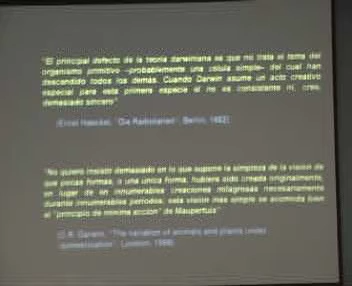 "El principal defecto de la teoría darwiniana es que no trata el tema del
organismo primitivo -probablemente una célula simple- del cual han
descendido todos los demás. Cuando Darwin asume un acto creativo
especial para esta primera especie él no es consistente ni, creo,
demasiado sincero"
(Ernst Haeckel, "Die Radiolarien", Berlin, 1862)
"No quiero insistir demasiado en lo que supone la simpleza de la visión de
que pocas formas, o una única forma, hubiera sido creada originalmente,
en lugar de en innumerables creaciones milagrosas necesariamente
durante innumerables periodos; esta visión más simple se acomoda bien
al "principio de mínima acción" de Maupertuis"
Darwin, "The variation of animals and plants under
domestication", London,